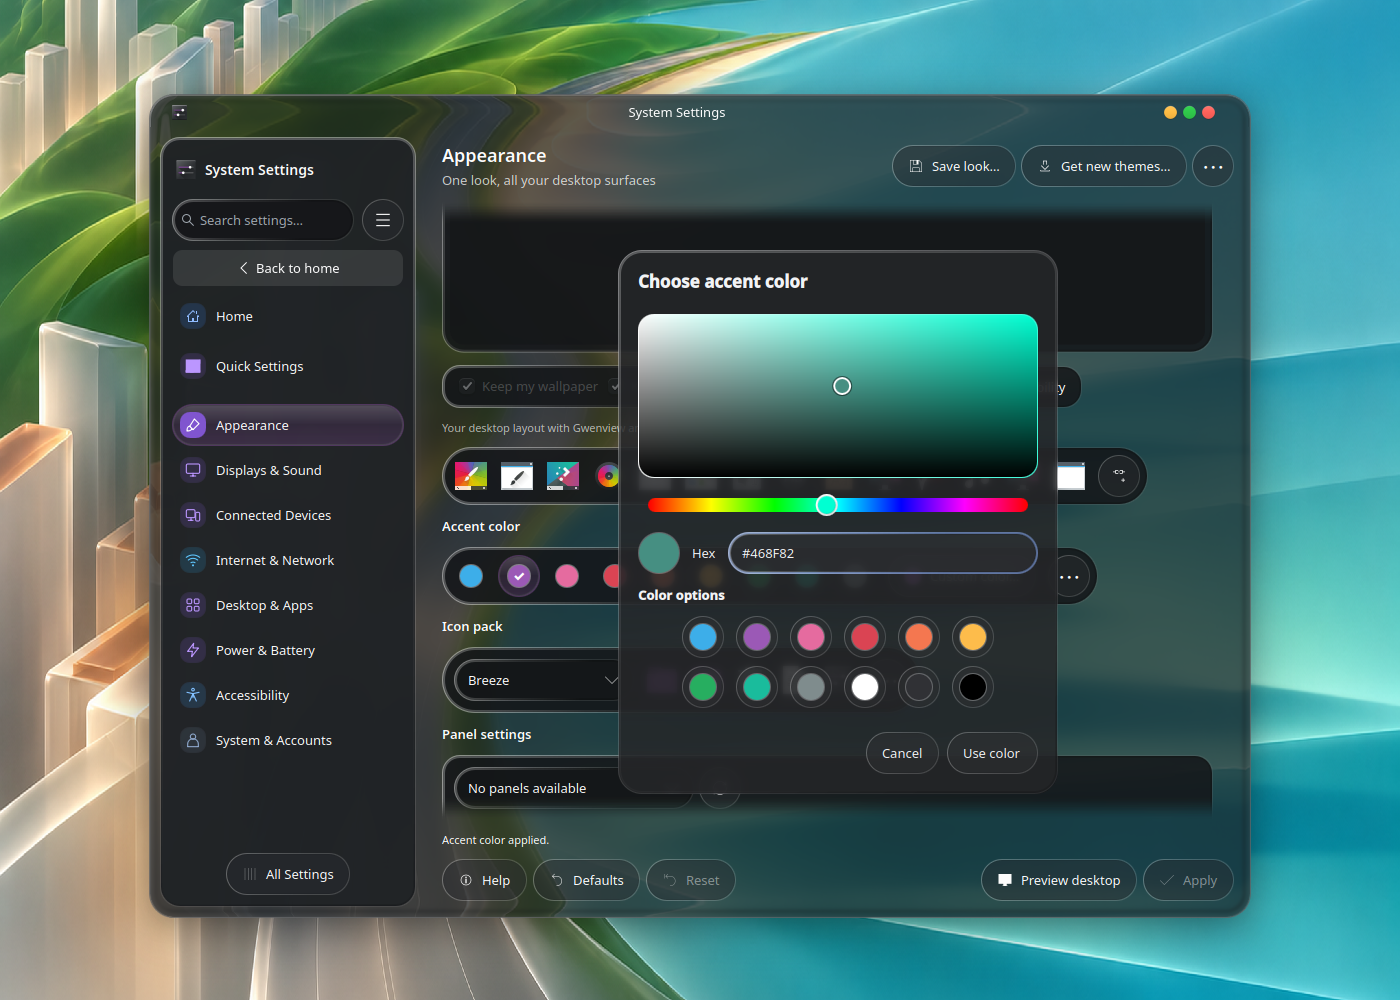 System Settings
System Settings
Search settings...
Back to home
Home
Quick Settings
Appearance
Displays & Sound
Connected Devices
Internet & Network
Desktop & Apps
Power & Battery
Accessibility
System & Accounts
All Settings
Appearance
One look, all your desktop surfaces
Save look...
Get new themes...
Keep my wallpaper
Your desktop layout with Gwenview
Accent color
Icon pack
Breeze
Panel settings
No panels available
Accent color applied.
Help
Defaults
Reset
Preview desktop
Apply
Choose accent color
Hex
#468F82
Color options
Cancel
Use color